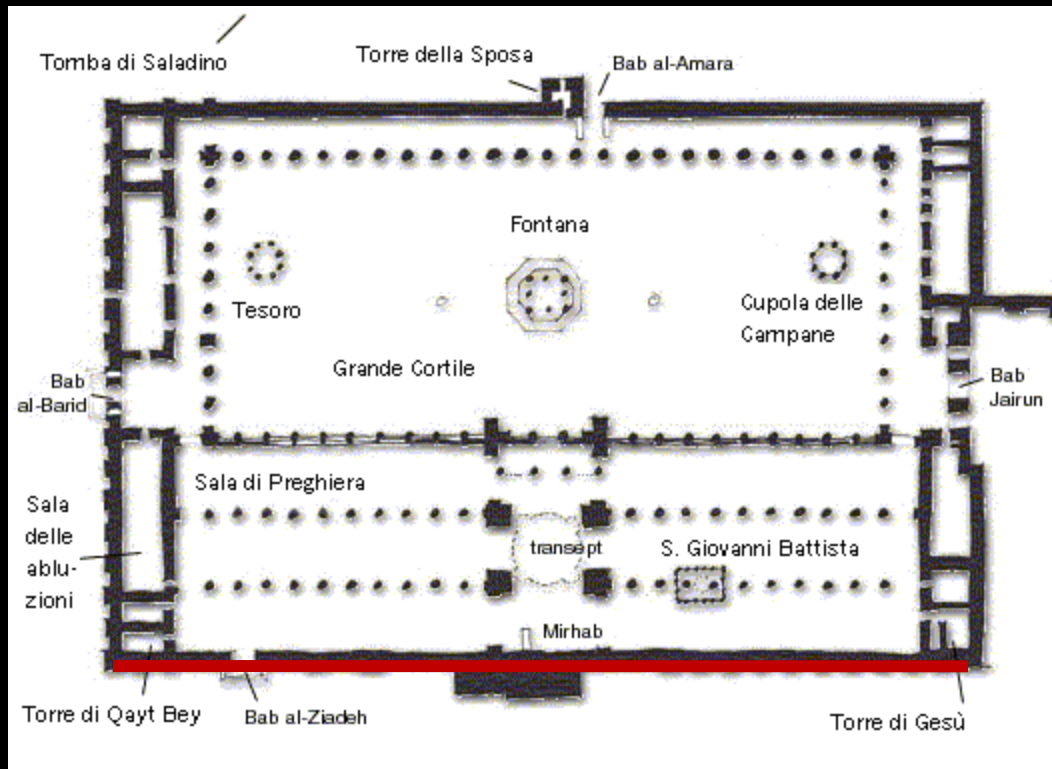 Tomba di Saladino
Torre della Sposa
Bab al-Amara
Fontana
Tesoro
Cupola delle
Campane
Grande Cortile
Bab
al-Barid
Bab
Jairun
Sala di Preghiera
Sala
delle
ablu-
zioni
transept
S. Giovanni Battista
Mirhab
Torre di Qayt Bey
Bab al-Ziadeh
Torre di Gesù